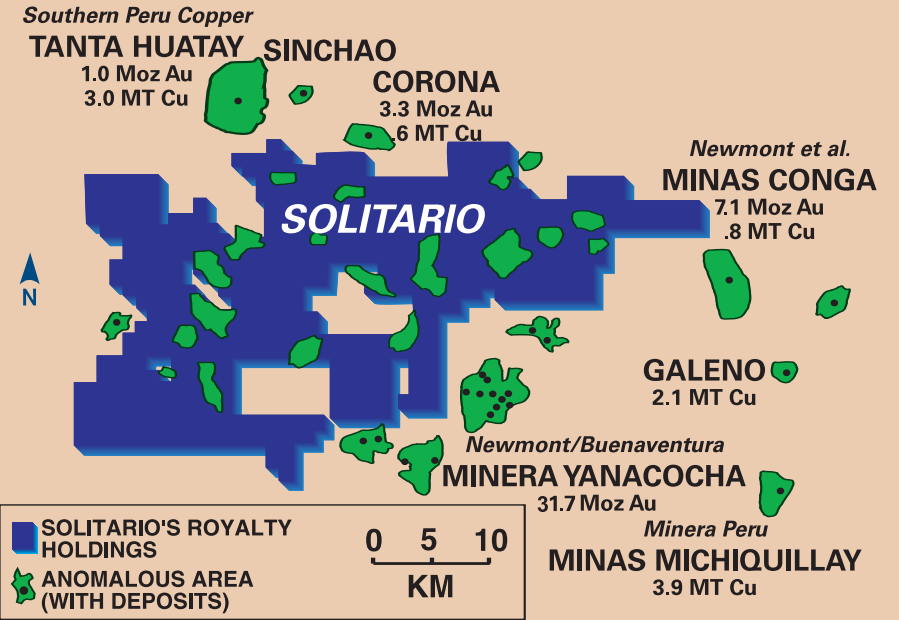 Southern Peru Copper
TANTA HUATAY
1.0 Moz Au
3.0 MT Cu
SINCHAO
CORONA
3.3 Moz Au
.6 MT Cu
Newmont et al.
MINAS CONGA
7.1 Moz Au
.8 MT Cu
SOLITARIO
N
GALENO
2.1 MT Cu
Newmont/Buenaventura
MINERA YANACOCHA
31.7 Moz Au
Minera Peru
MINAS MICHIQUILLAY
3.9 MT Cu
SOLITARIO'S ROYALTY
HOLDINGS
ANOMALOUS AREA
(WITH DEPOSITS)
0 5 10
KM